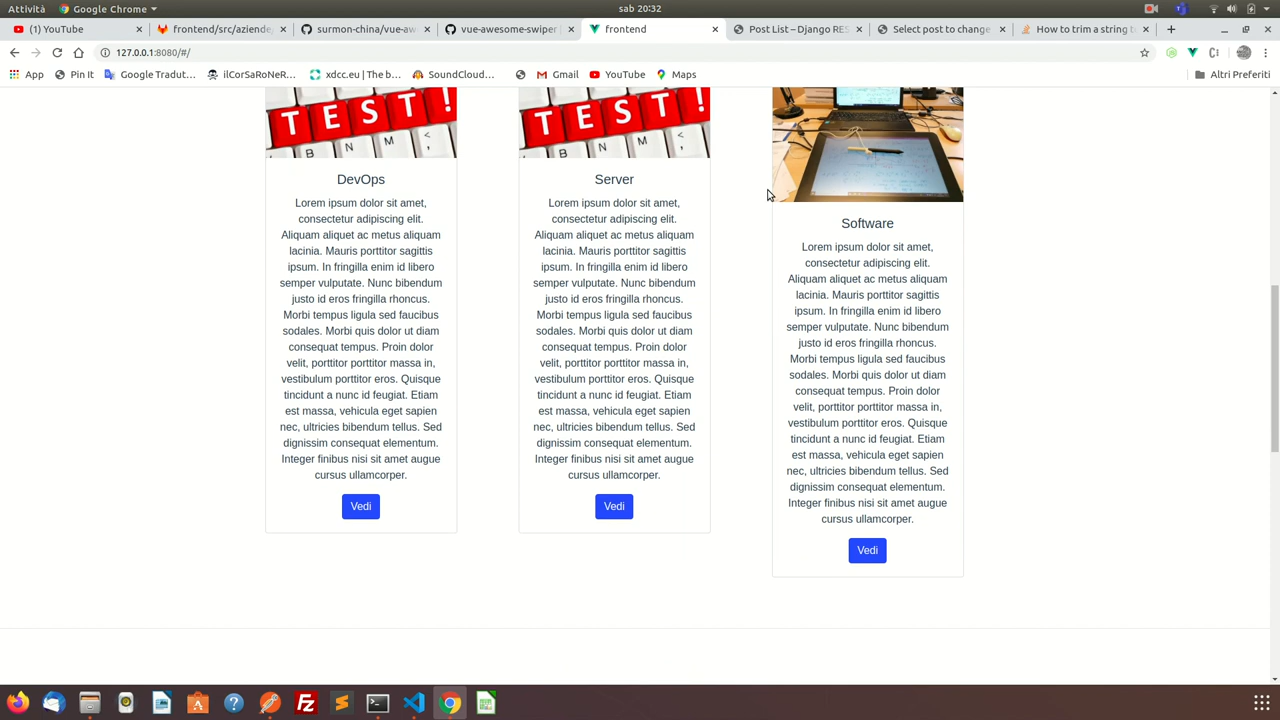 Attività
Google Chrome
sab 20:32
(1) YouTube
frontend/src/aziende
surmon-china/vue-aw
vue-awesome-swiper
frontend
Post List – Django RES
Select post to change
How to trim a string
127.0.0.1:8080/#/
App
Pin It
Google Tradut...
ilCorSaRoNeR...
xdcc.eu | The b...
SoundCloud...
Gmail
YouTube
Maps
Altri Preferiti
TEST!
B N M ; ,
TEST!
B N M ; ,
DevOps
Lorem ipsum dolor sit amet,
consectetur adipiscing elit.
Aliquam aliquet ac metus aliquam
lacinia. Mauris porttitor sagittis
ipsum. In fringilla enim id libero
semper vulputate. Nunc bibendum
justo id eros fringilla rhoncus.
Morbi tempus ligula sed faucibus
sodales. Morbi quis dolor ut diam
consequat tempus. Proin dolor
velit, porttitor porttitor massa in,
vestibulum porttitor eros. Quisque
tincidunt a nunc id feugiat. Etiam
est massa, vehicula eget sapien
nec, ultricies bibendum tellus. Sed
dignissim consequat elementum.
Integer finibus nisi sit amet augue
cursus ullamcorper.
Vedi
Server
Lorem ipsum dolor sit amet,
consectetur adipiscing elit.
Aliquam aliquet ac metus aliquam
lacinia. Mauris porttitor sagittis
ipsum. In fringilla enim id libero
semper vulputate. Nunc bibendum
justo id eros fringilla rhoncus.
Morbi tempus ligula sed faucibus
sodales. Morbi quis dolor ut diam
consequat tempus. Proin dolor
velit, porttitor porttitor massa in,
vestibulum porttitor eros. Quisque
tincidunt a nunc id feugiat. Etiam
est massa, vehicula eget sapien
nec, ultricies bibendum tellus. Sed
dignissim consequat elementum.
Integer finibus nisi sit amet augue
cursus ullamcorper.
Vedi
Software
Lorem ipsum dolor sit amet,
consectetur adipiscing elit.
Aliquam aliquet ac metus aliquam
lacinia. Mauris porttitor sagittis
ipsum. In fringilla enim id libero
semper vulputate. Nunc bibendum
justo id eros fringilla rhoncus.
Morbi tempus ligula sed faucibus
sodales. Morbi quis dolor ut diam
consequat tempus. Proin dolor
velit, porttitor porttitor massa in,
vestibulum porttitor eros. Quisque
tincidunt a nunc id feugiat. Etiam
est massa, vehicula eget sapien
nec, ultricies bibendum tellus. Sed
dignissim consequat elementum.
Integer finibus nisi sit amet augue
cursus ullamcorper.
Vedi